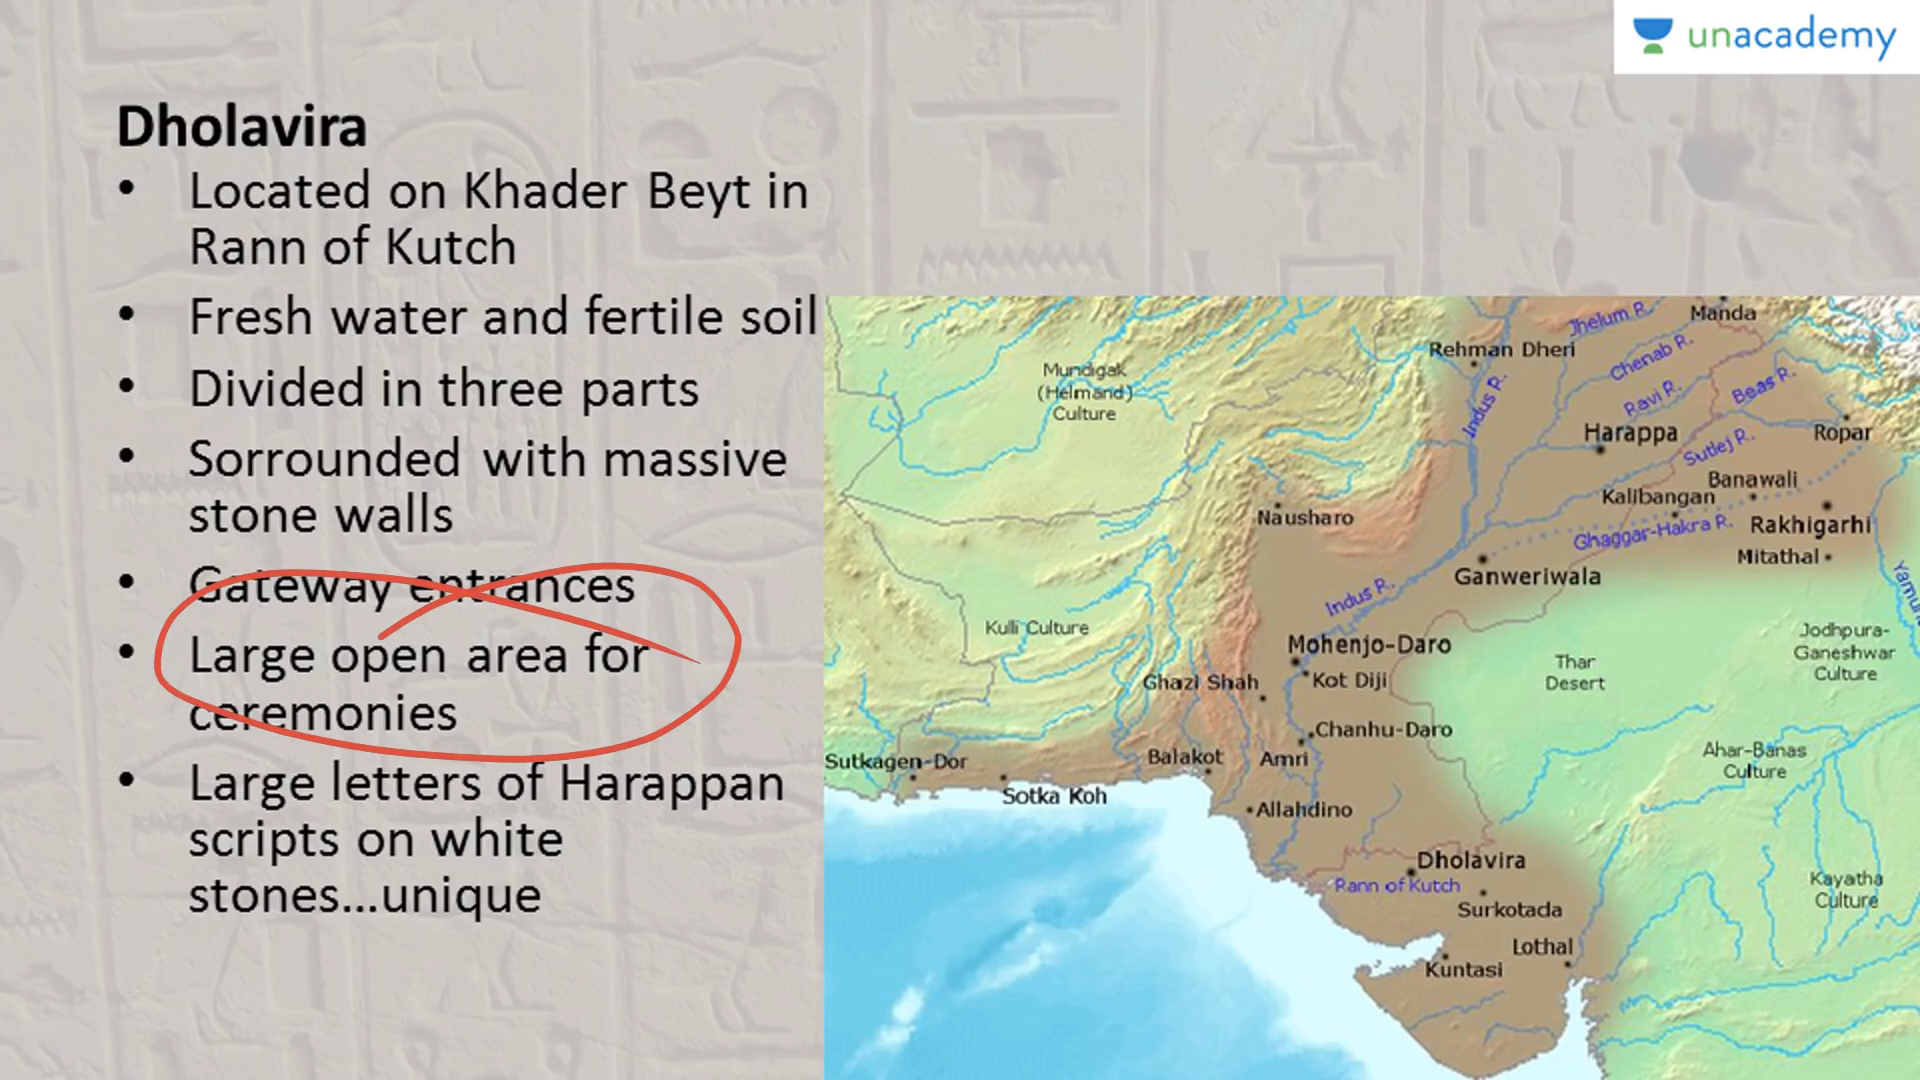 unacademy
Dholavira
• Located on Khader Beyt in
Rann of Kutch
• Fresh water and fertile soil
• Divided in three parts
• Sorrounded with massive
stone walls
• Gateway entrances
• Large open area for
ceremonies
• Large letters of Harappan
scripts on white
stones...unique
Manda
Jhelum R.
Rehman Dheri
Chenab R.
Mundigak
(Helmand)
Culture
Indus R.
Ravi R.
Beas R.
Harappa
Ropar
Sutlej R.
Banawali
Kalibangan
Nausharo
Rakhigarhi
Ghaggar-Hakra R.
Mitathal
Ganweriwala
Indus R.
Kulli Culture
Mohenjo-Daro
Jodhpura-
Ganeshwar
Culture
Thar
Desert
Ghazi Shah
Kot Diji
Chanhu-Daro
Sutkagen-Dor
Balakot
Amri
Ahar-Banas
Culture
Sotka Koh
Allahdino
Dholavira
Rann of Kutch
Kayatha
Culture
Surkotada
Lothal
Kuntasi